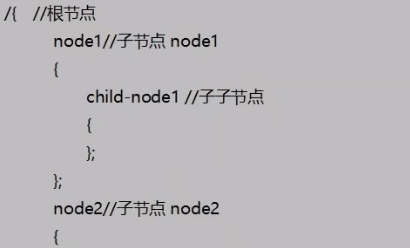 /{ //根节点
node1//子节点 node1
{
child-node1 //子子节点
{
};
};
node2//子节点 node2
{